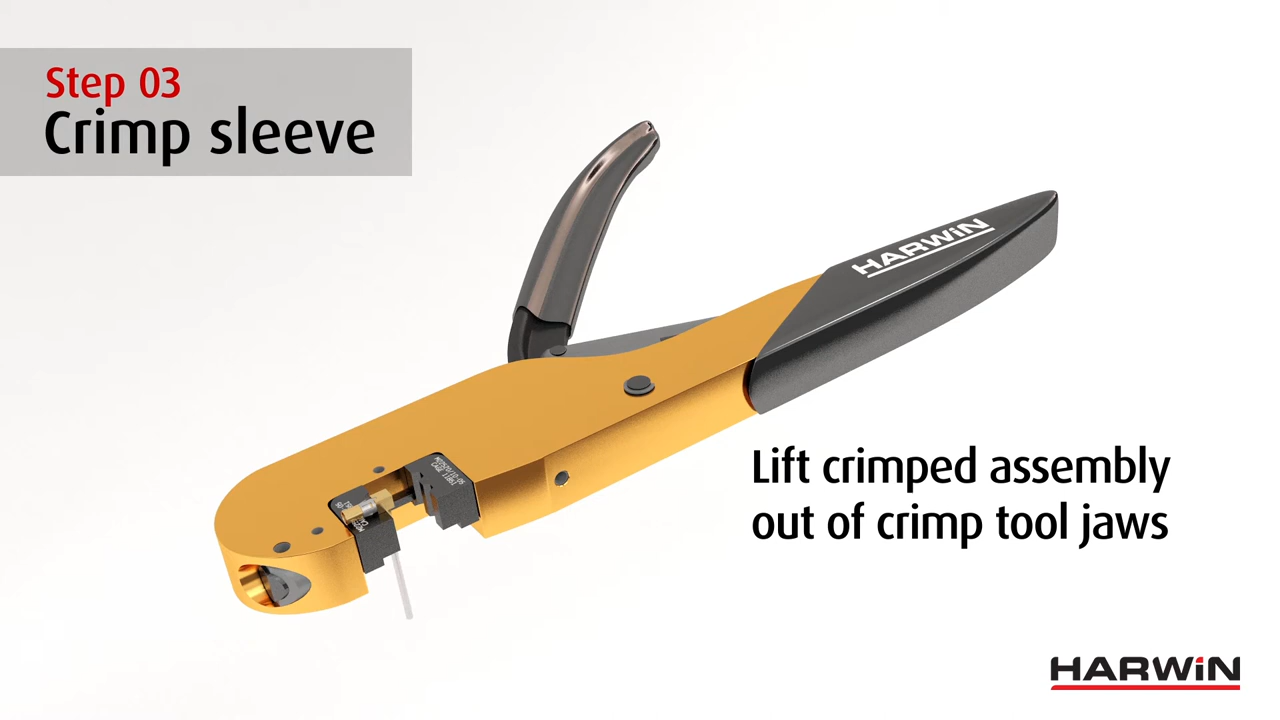 Step 03
Crimp sleeve
HARWiN
Lift crimped assembly
out of crimp tool jaws
HARWiN